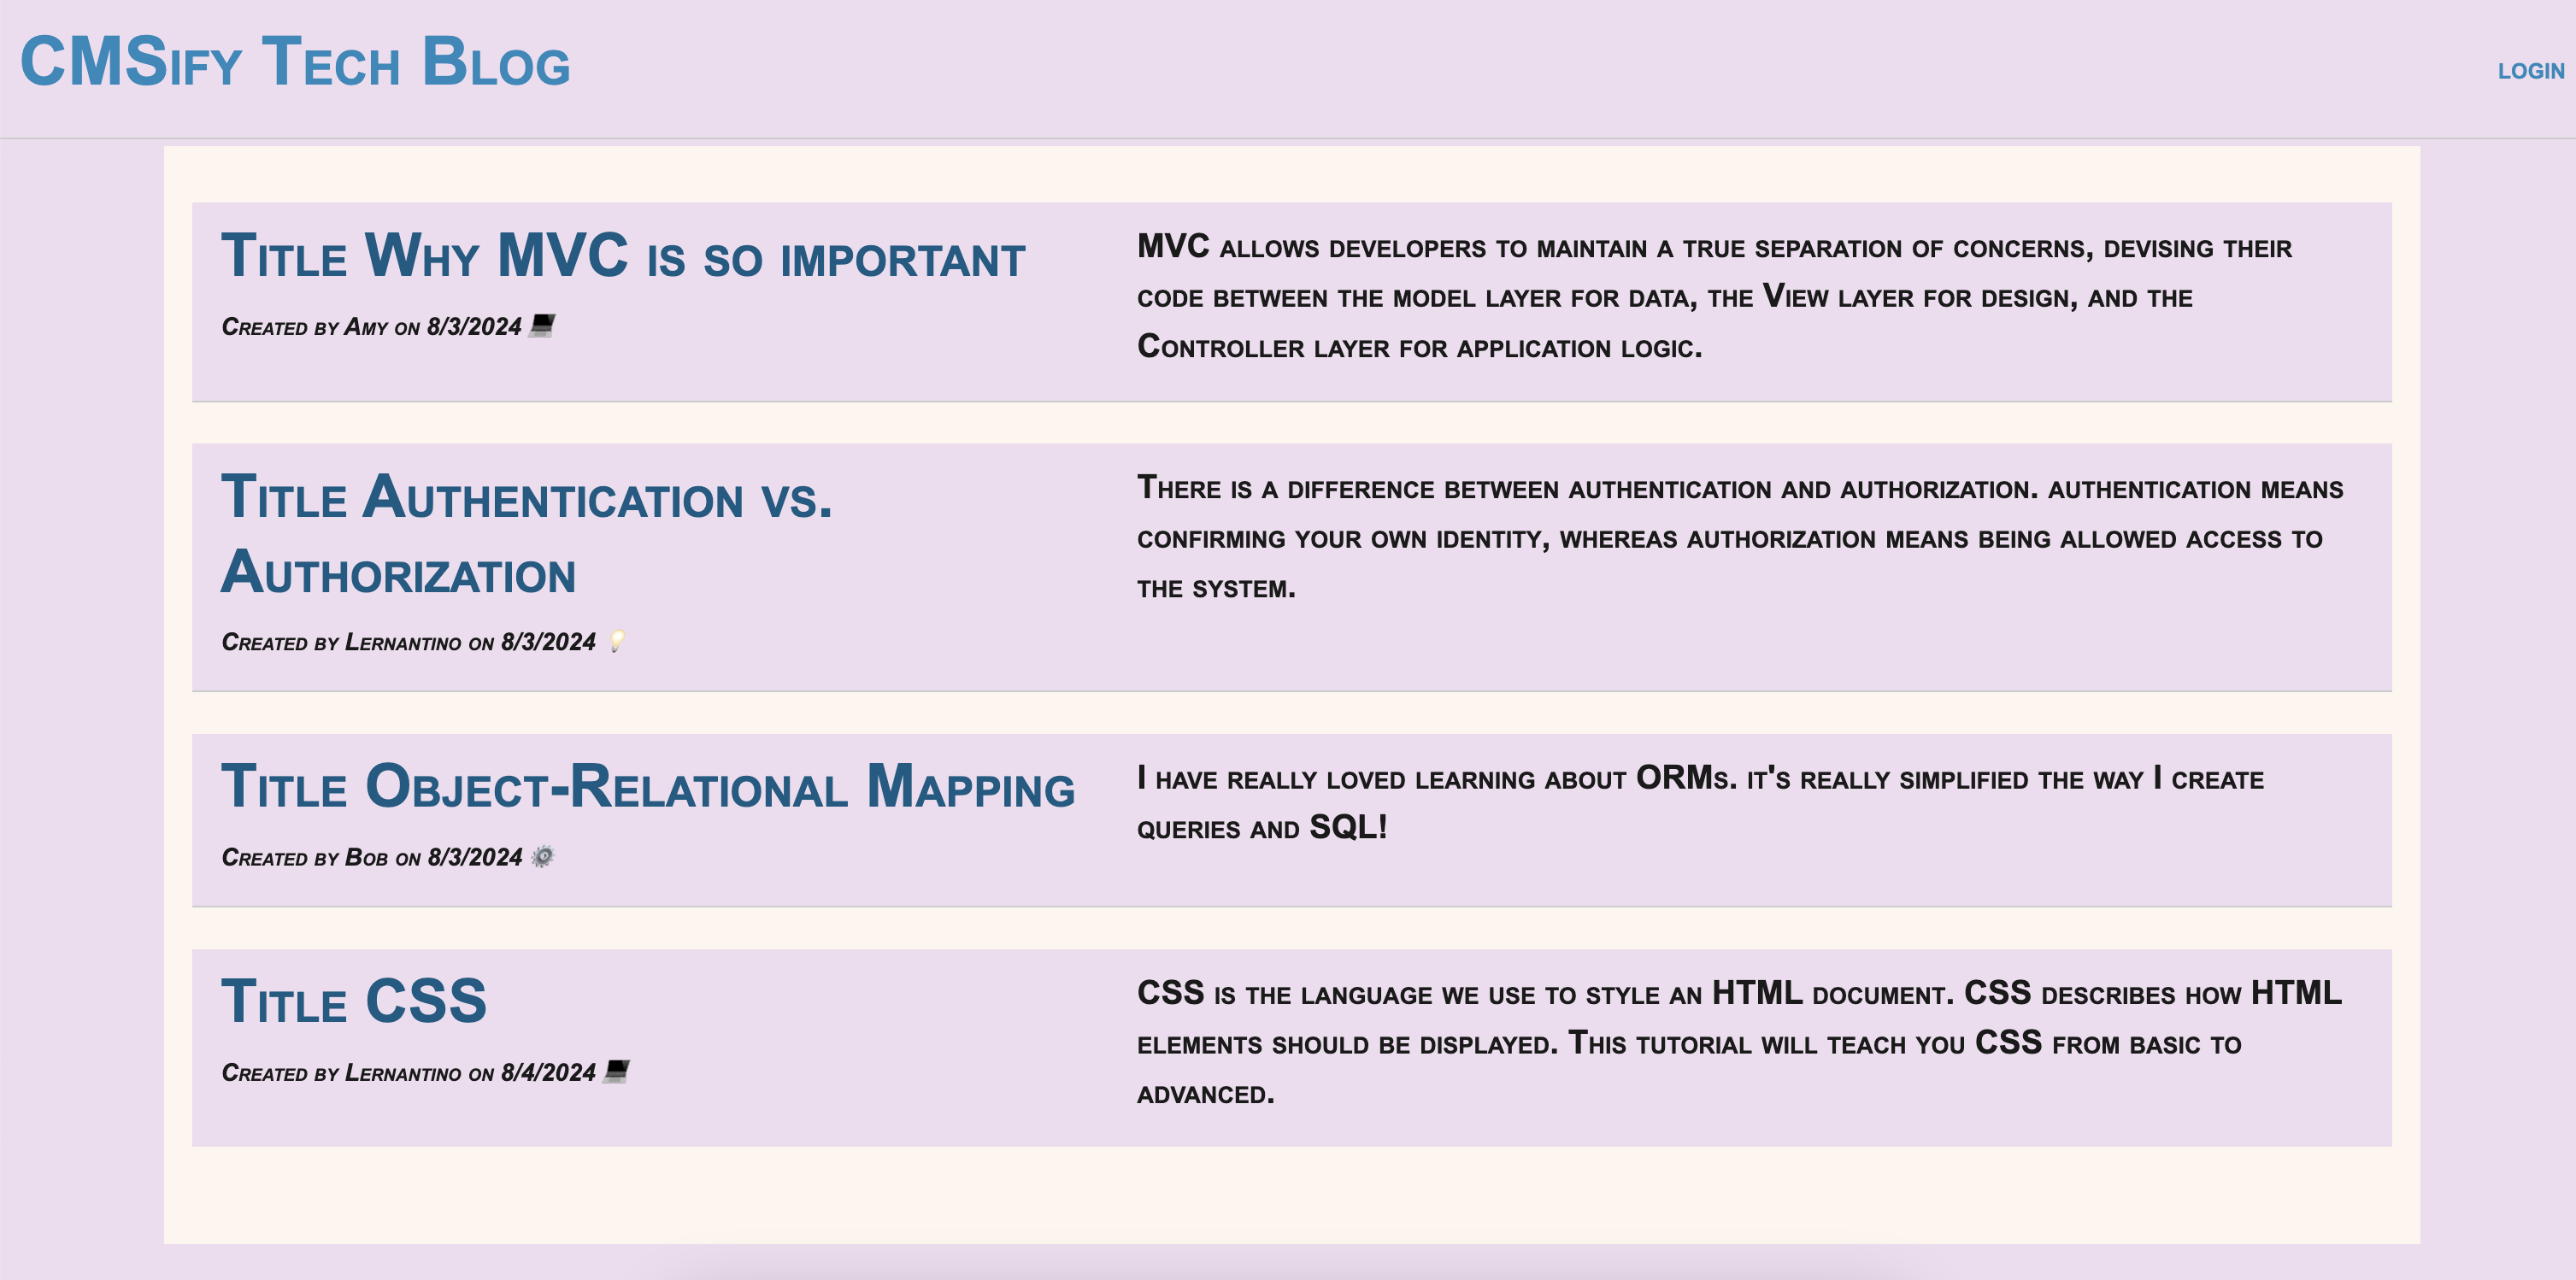 CMSify Tech Blog
LOGIN
Title Why MVC is so important
Created by Amy on 8/3/2024 💻
MVC allows developers to maintain a true separation of concerns, devising their
code between the model layer for data, the View layer for design, and the
Controller layer for application logic.
Title Authentication vs.
Authorization
Created by Lernantino on 8/3/2024 💡
There is a difference between authentication and authorization. authentication means
confirming your own identity, whereas authorization means being allowed access to
the system.
Title Object-Relational Mapping
Created by Bob on 8/3/2024 ⚙️
I have really loved learning about ORMs. it's really simplified the way I create
queries and SQL!
Title CSS
Created by Lernantino on 8/4/2024 💻
CSS is the language we use to style an HTML document. CSS describes how HTML
elements should be displayed. This tutorial will teach you CSS from basic to
advanced.